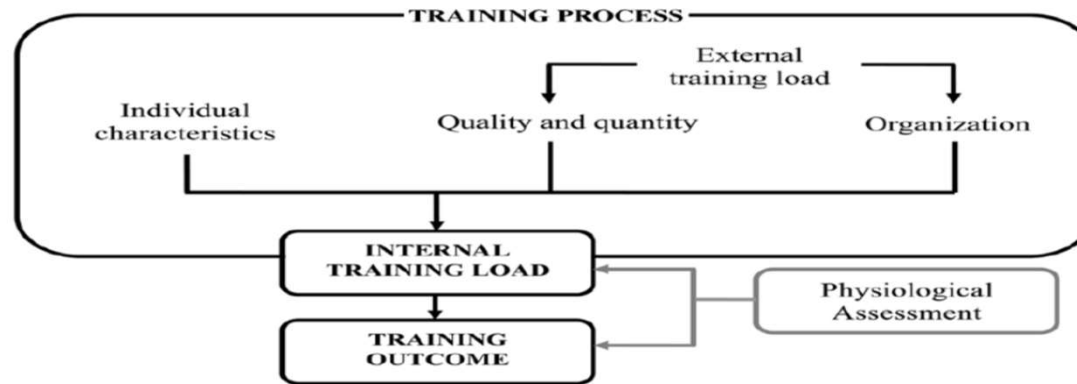 TRAINING PROCESS
External
training load
Individual
characteristics
Quality and quantity
Organization
INTERNAL
TRAINING LOAD
Physiological
Assessment
TRAINING
OUTCOME